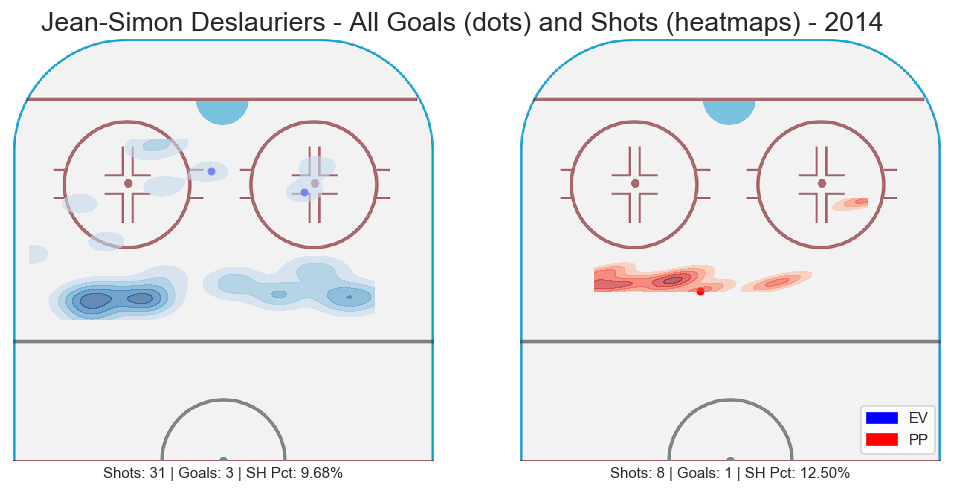 Jean-Simon Deslauriers - All Goals (dots) and Shots (heatmaps) - 2014
EV
PP
Shots: 31 | Goals: 3 | SH Pct: 9.68%
Shots: 8 | Goals: 1 | SH Pct: 12.50%